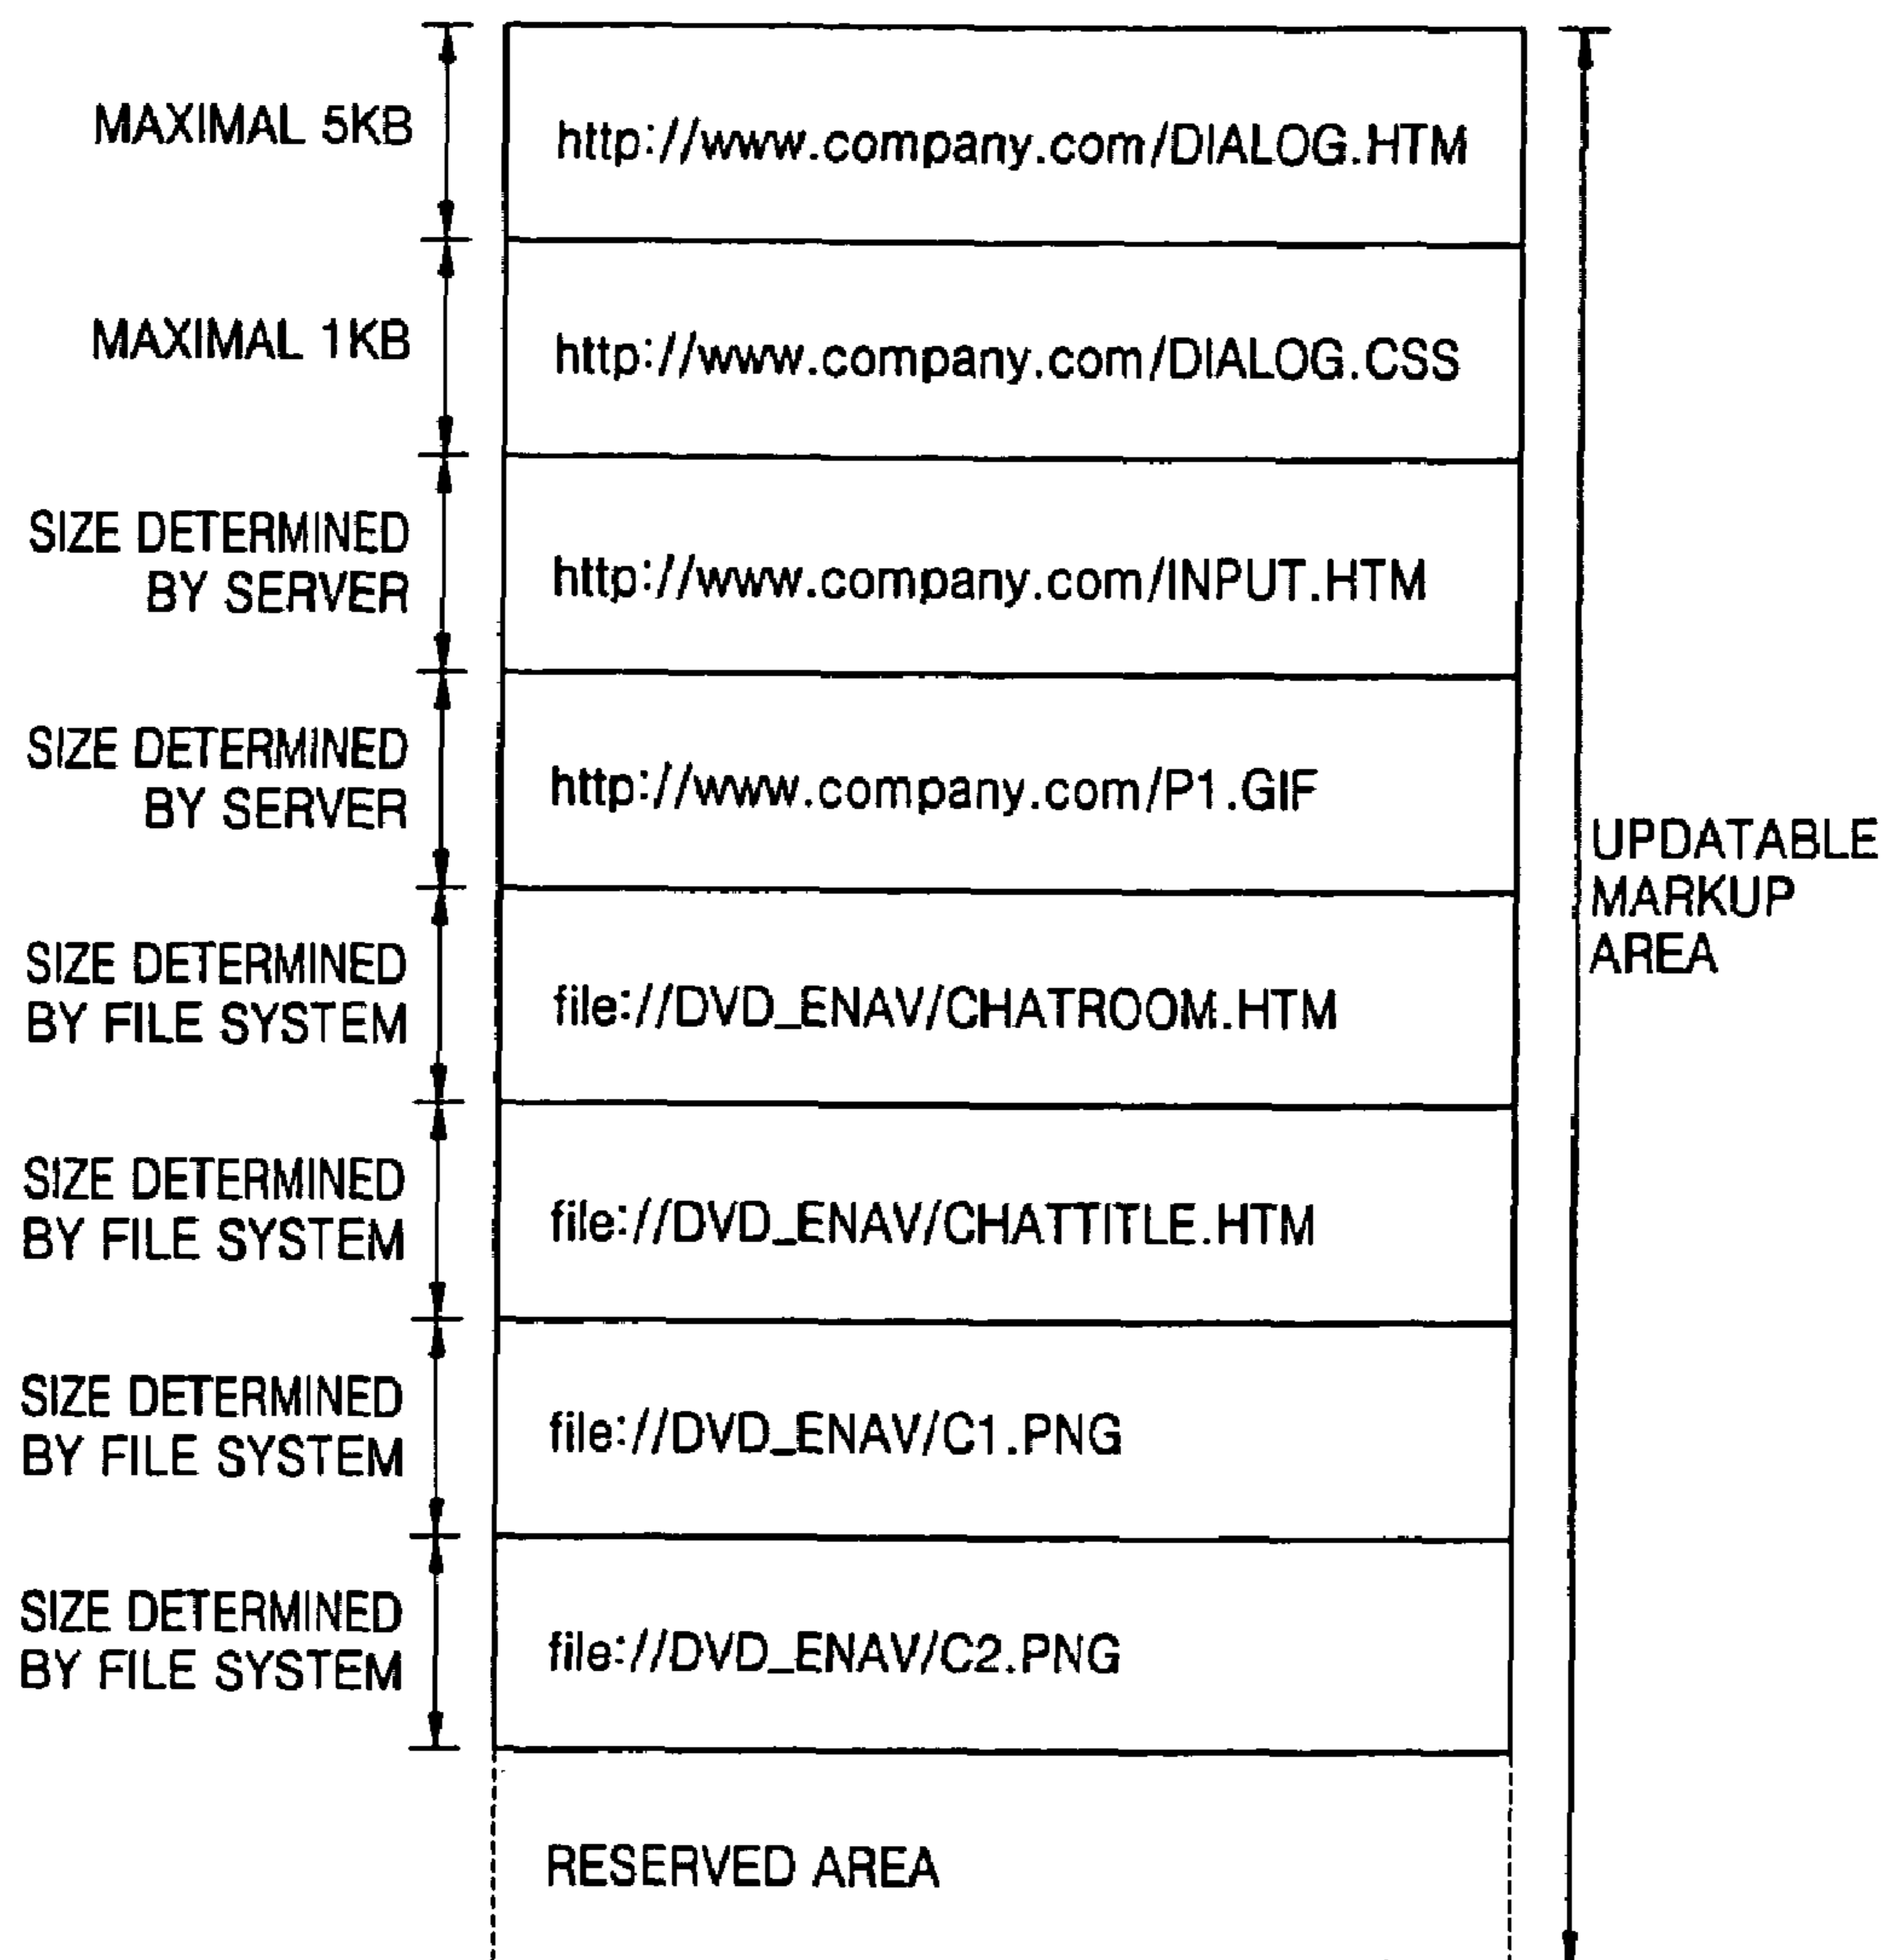 MAXIMAL 5KB
http://www.company.com/DIALOG.HTM
MAXIMAL 1KB
http://www.company.com/DIALOG.CSS
SIZE DETERMINED
BY SERVER
http://www.company.com/INPUT.HTM
SIZE DETERMINED
BY SERVER
http://www.company.com/P1.GIF
UPDATABLE
MARKUP
AREA
SIZE DETERMINED
BY FILE SYSTEM
file://DVD_ENAV/CHATROOM.HTM
SIZE DETERMINED
BY FILE SYSTEM
file://DVD_ENAV/CHATTITLE.HTM
SIZE DETERMINED
BY FILE SYSTEM
file://DVD_ENAV/C1.PNG
SIZE DETERMINED
BY FILE SYSTEM
file://DVD_ENAV/C2.PNG
RESERVED AREA